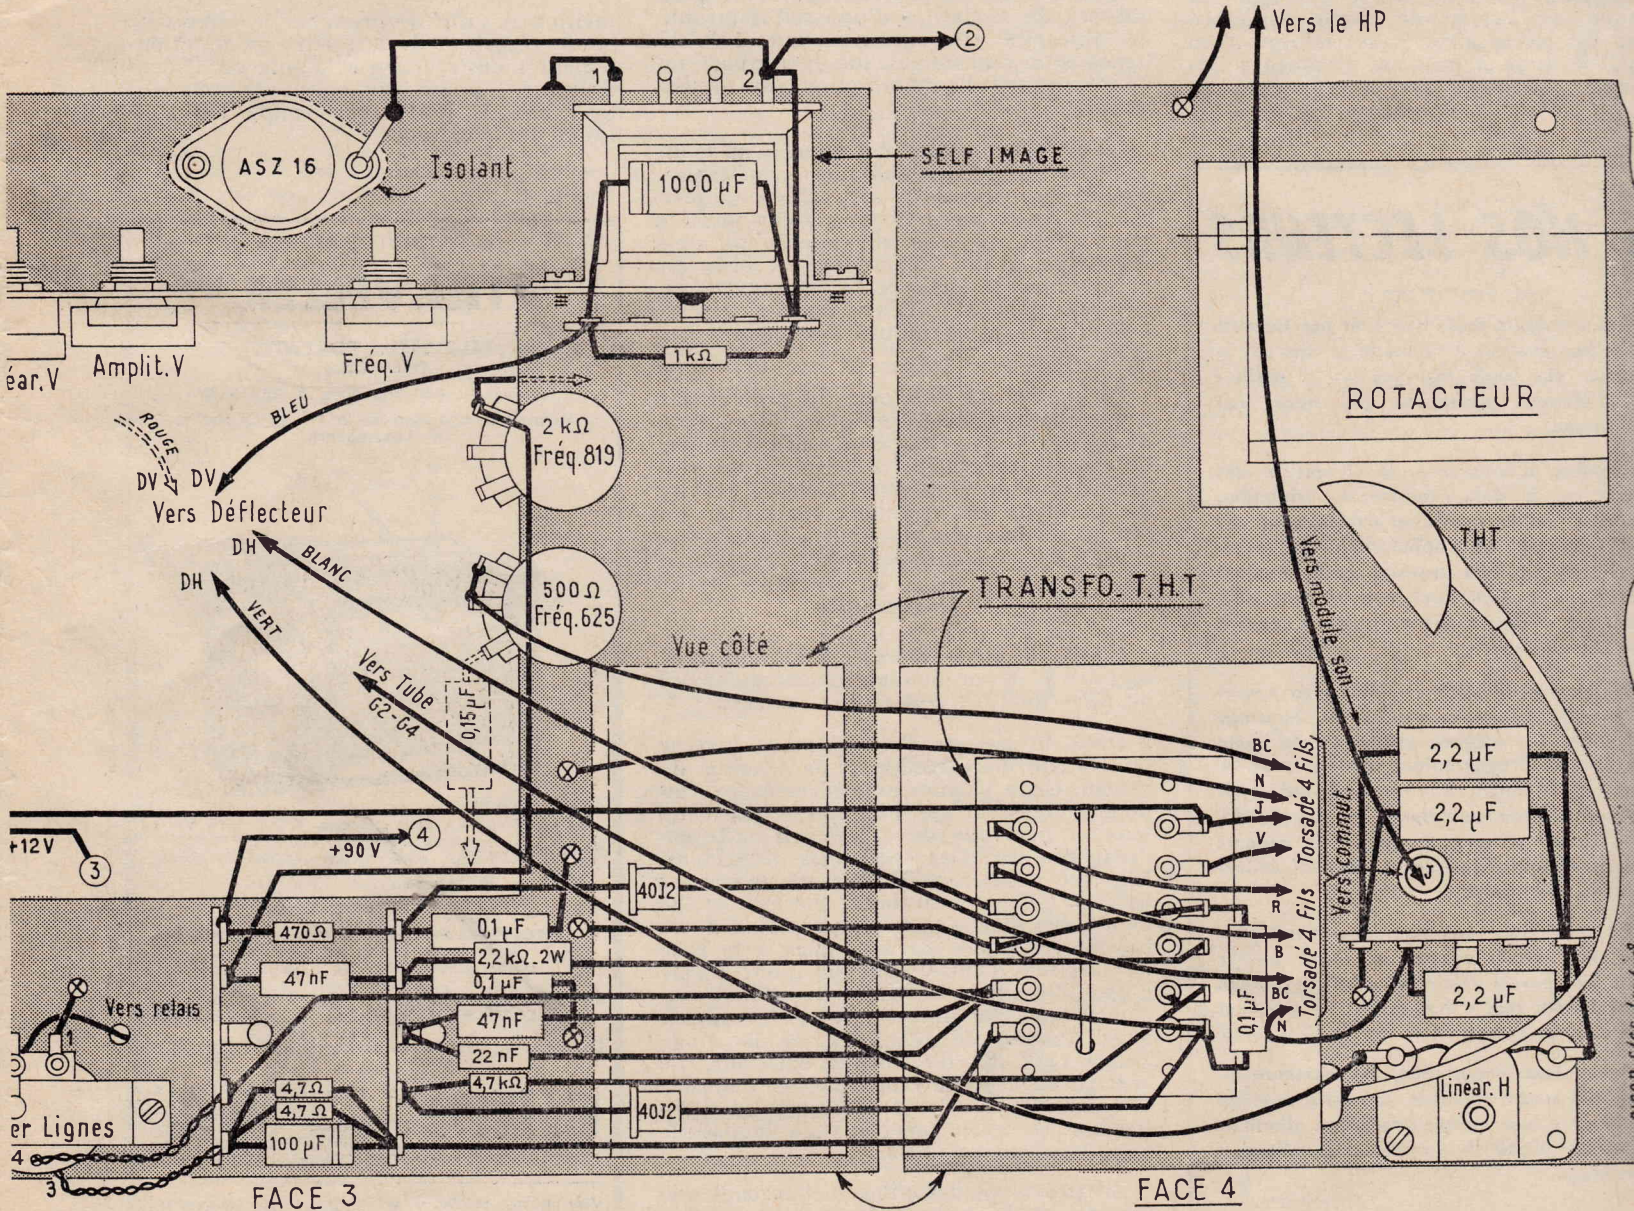 Vers le HP
2
1
2
ASZ 16
Isolant
SELF IMAGE
1000 µF
1 kΩ
éar. V
Amplit. V
Fréq. V
ROTACTEUR
BLEU
ROUGE
2 kΩ
Fréq. 819
DV
DV
Vers Déflecteur
DH
BLANC
DH
VERT
500 Ω
Fréq. 625
THT
Vers module son
TRANSFO. T.H.T
Vue côté
Vers Tube
G2-G4
0,15 µF
BC
N
J
V
Torsadé 4 Fils
R
B
BC
N
Torsadé 4 Fils
Vers commut.
2,2 µF
2,2 µF
J
+12 V
3
+90 V
4
40J2
470 Ω
0,1 µF
2,2 kΩ_2W
47 nF
0,1 µF
47 nF
22 nF
4,7 kΩ
40J2
0,1 µF
2,2 µF
Vers relais
1
4,7 Ω
4,7 Ω
100 µF
er Lignes
4
3
Linéar. H
FACE 3
FACE 4